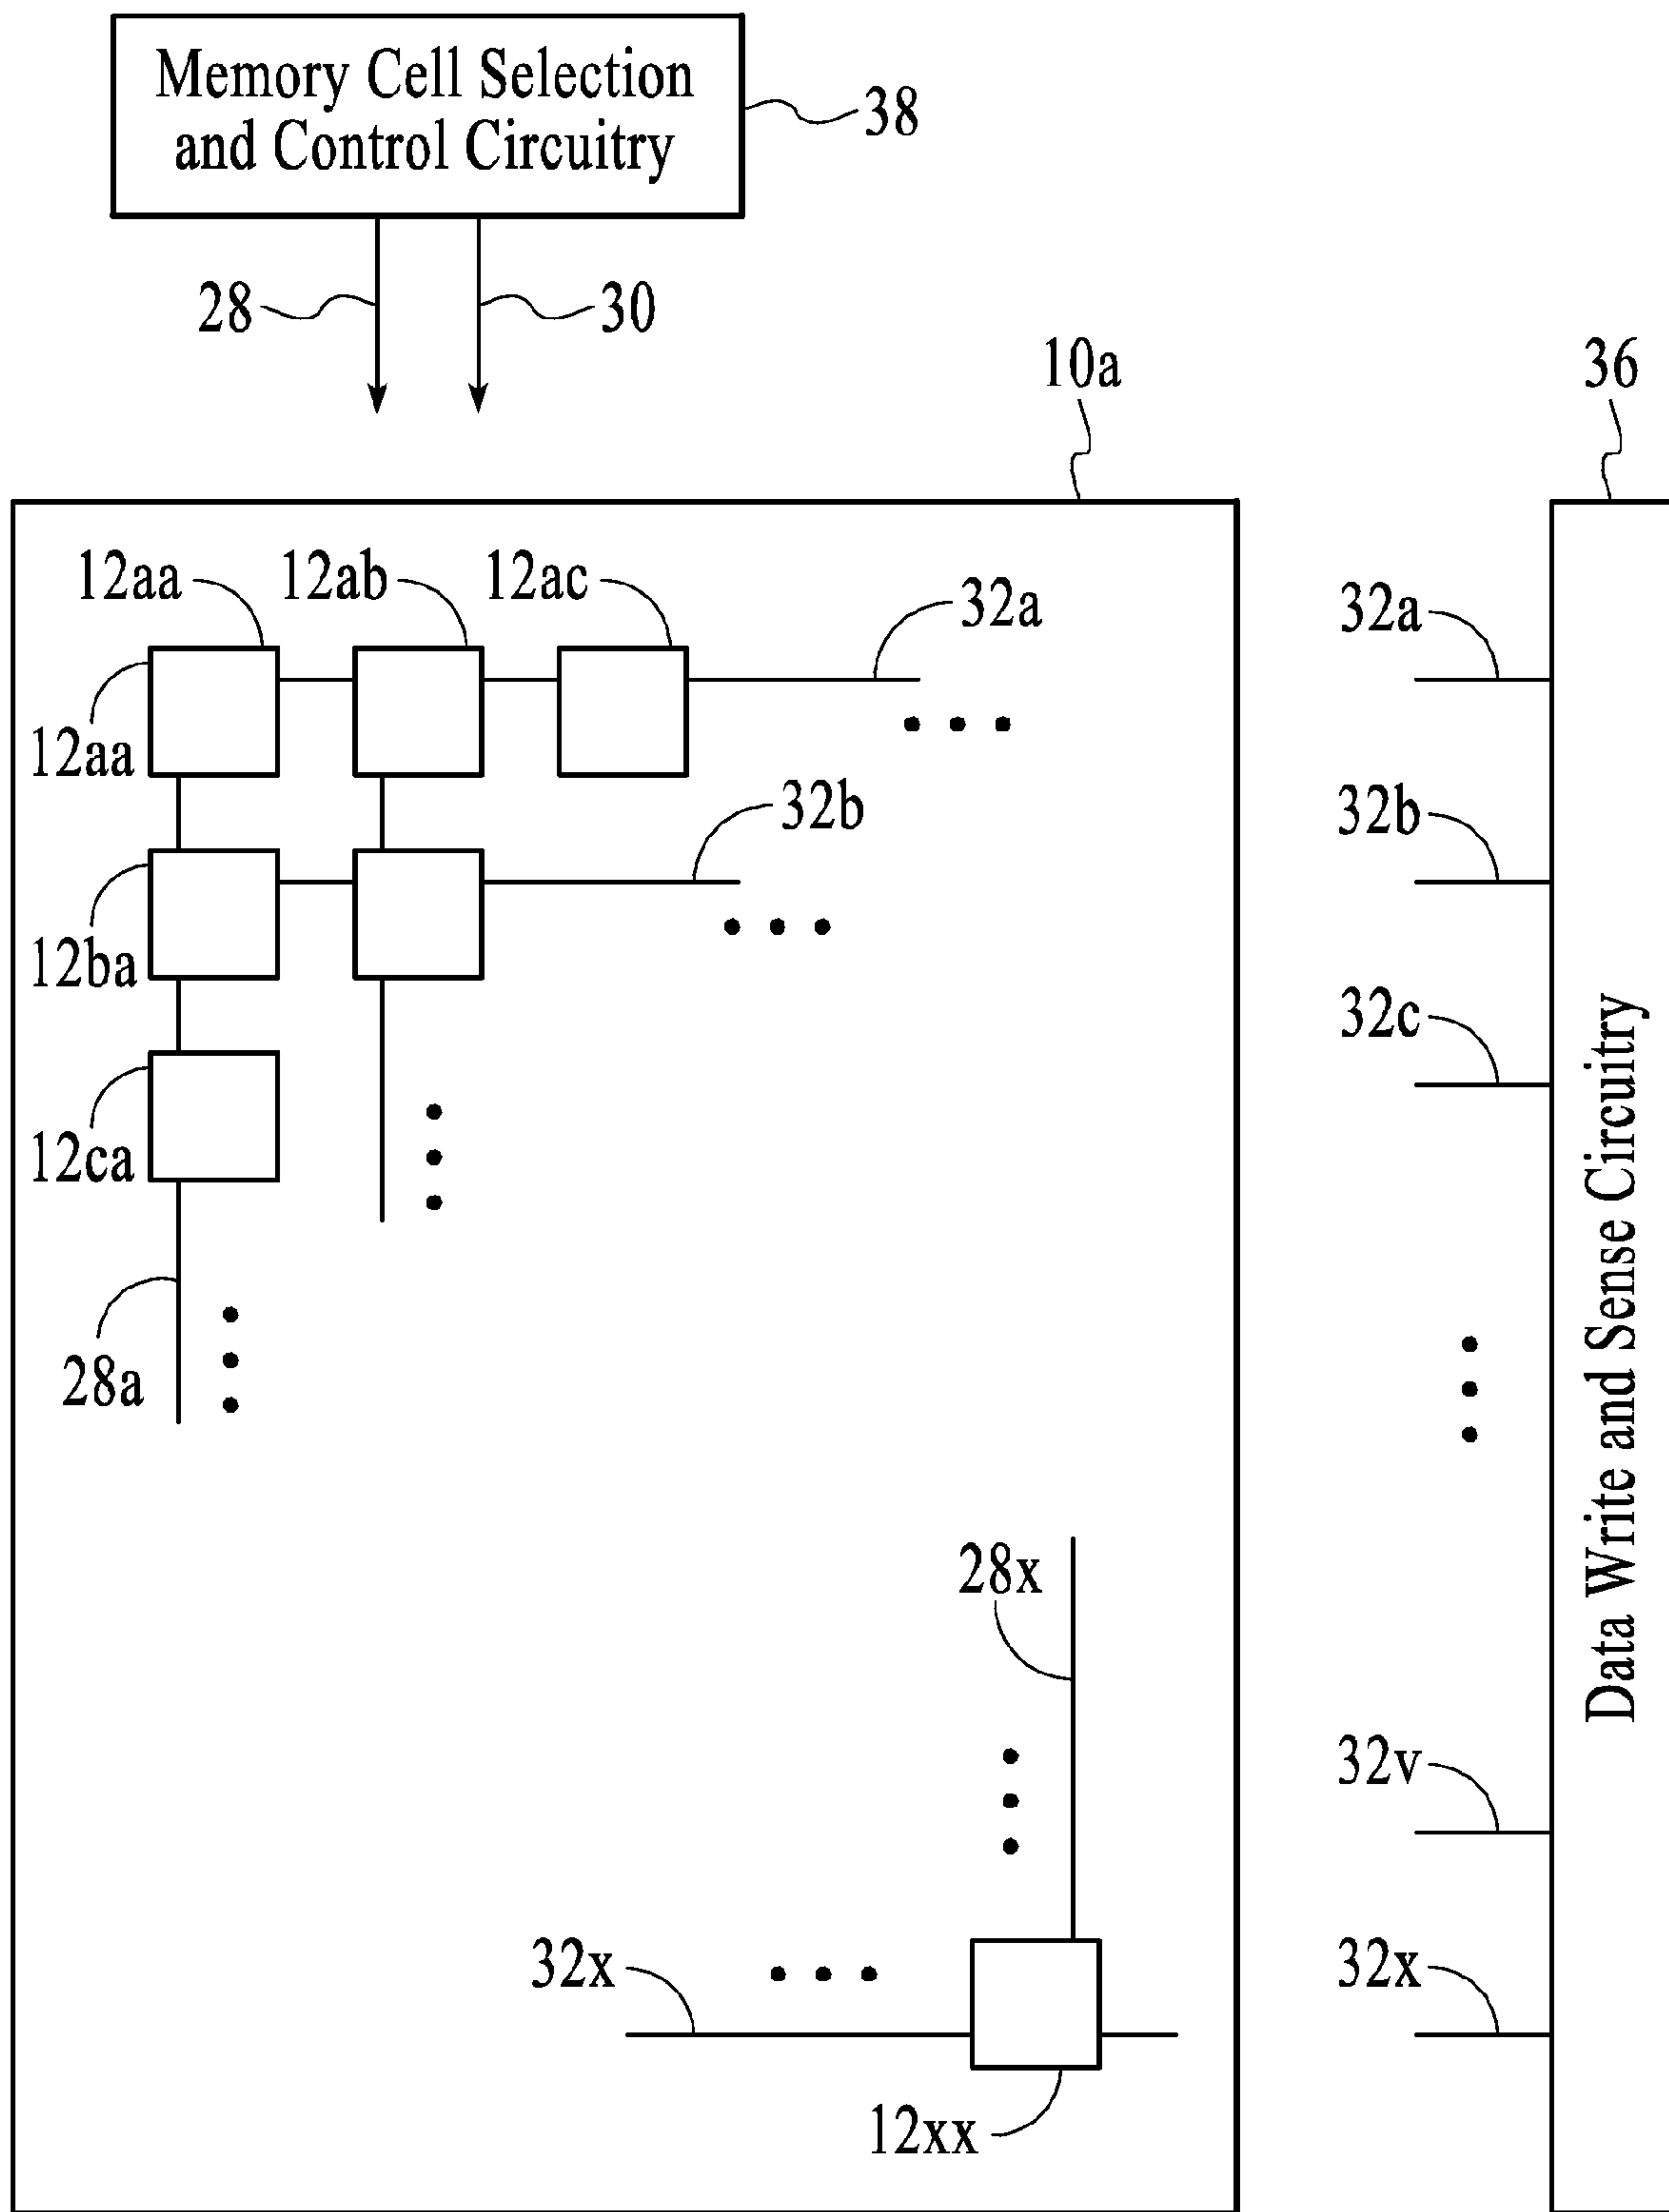 Memory Cell Selection
and Control Circuitry
38
28
30
10a
36
12aa
12ab
12ac
32a
32a
12aa
32b
32b
12ba
32c
12ca
28a
Data Write and Sense Circuitry
28x
32v
32x
32x
12xx